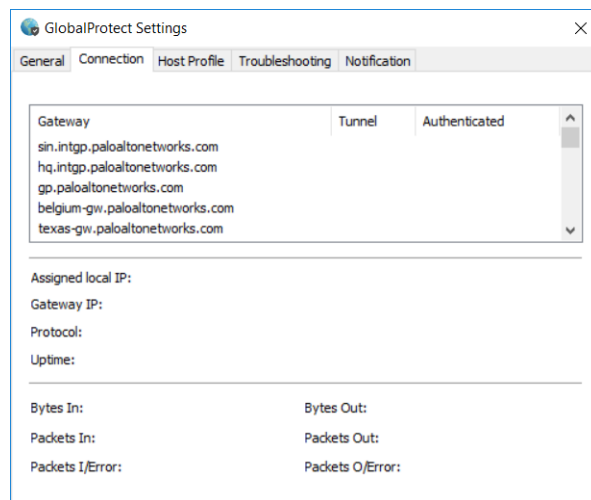 GlobalProtect Settings
General Connection Host Profile Troubleshooting Notification
Gateway Tunnel Authenticated
sin.intgp.paloaltonetworks.com
hq.intgp.paloaltonetworks.com
gp.paloaltonetworks.com
belgium-gw.paloaltonetworks.com
texas-gw.paloaltonetworks.com
Assigned local IP:
Gateway IP:
Protocol:
Uptime:
Bytes In: Bytes Out:
Packets In: Packets Out:
Packets I/Error: Packets O/Error: